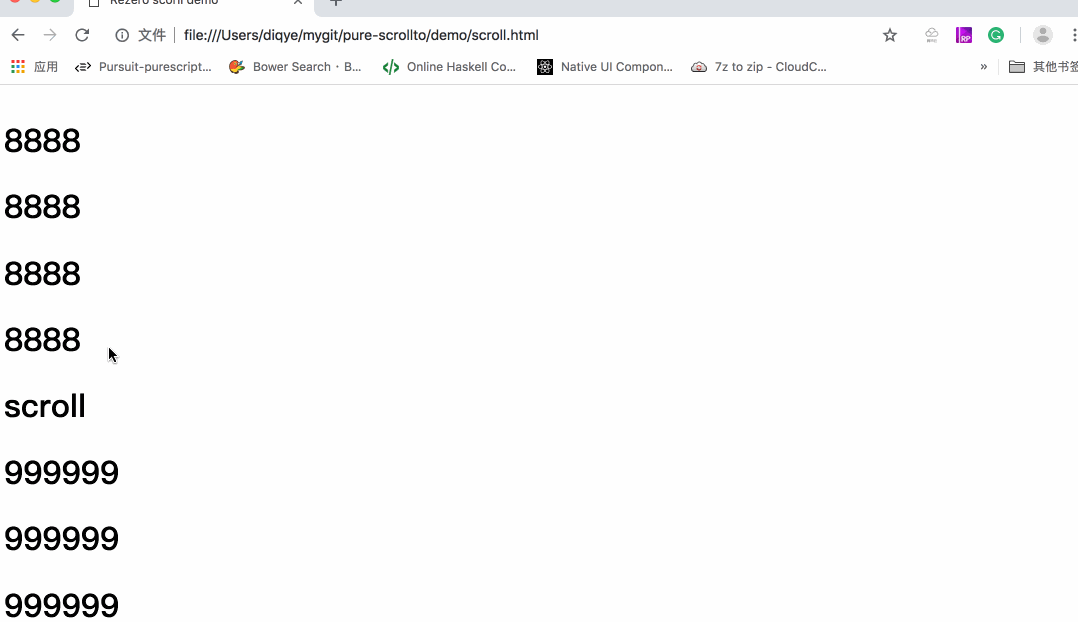 Rezero scorll demo
文件 file:///Users/diqye/mygit/pure-scrollto/demo/scroll.html
应用 Pursuit-purescript... Bower Search · B... Online Haskell Co... Native UI Compon... 7z to zip - CloudC... » 其他书签
8888
8888
8888
8888
scroll
999999
999999
999999